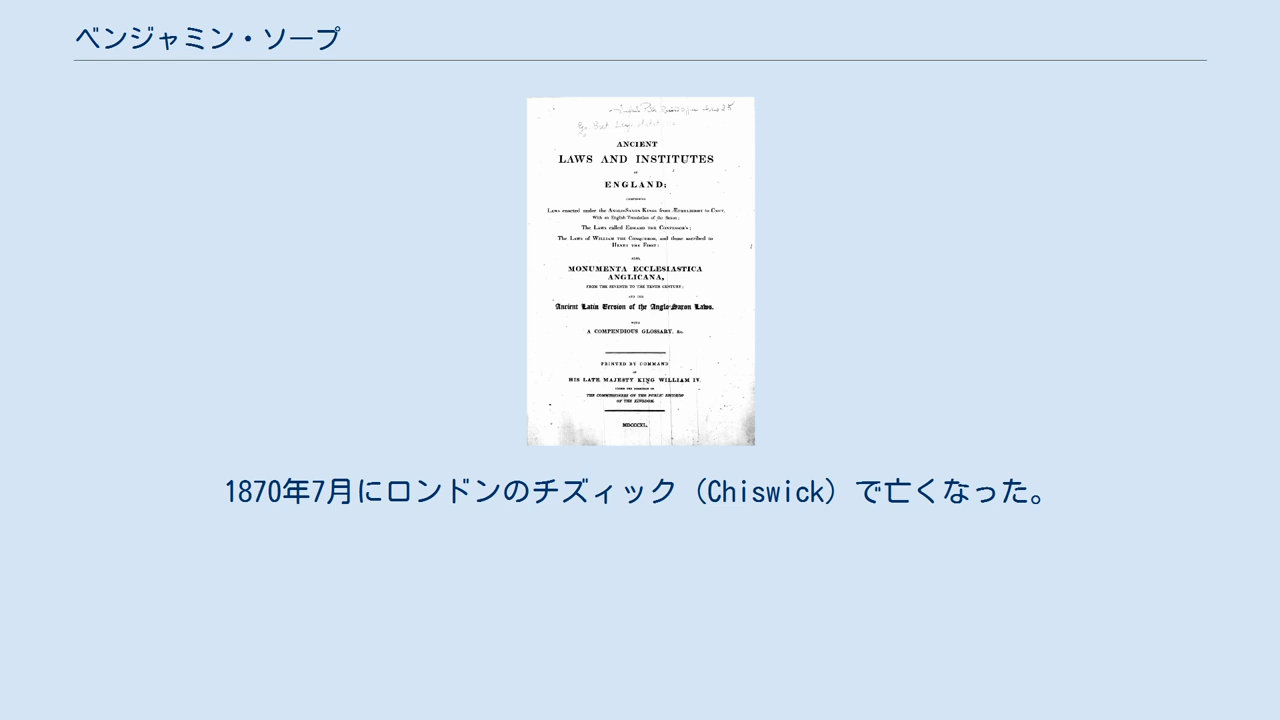 ベンジャミン・ソープ
ANCIENT
LAWS AND INSTITUTES
OF
ENGLAND;
COMPRISING
Laws enacted under the Anglo-Saxon Kings from Æthelbirht to Cnut,
With an English Translation of the Saxon;
The Laws called Edward the Confessor's;
The Laws of William the Conqueror, and those ascribed to
Henry the First:
ALSO,
MONUMENTA ECCLESIASTICA
ANGLICANA,
FROM THE SEVENTH TO THE TENTH CENTURY;
AND THE
Ancient Latin Version of the Anglo-Saxon Laws.
WITH
A COMPENDIOUS GLOSSARY, &c.
PRINTED BY COMMAND
OF
HIS LATE MAJESTY KING WILLIAM IV.
UNDER THE DIRECTION OF
THE COMMISSIONERS ON THE PUBLIC RECORDS
OF THE KINGDOM.
MDCCCXL.
1870年7月にロンドンのチズィック（Chiswick）で亡くなった。